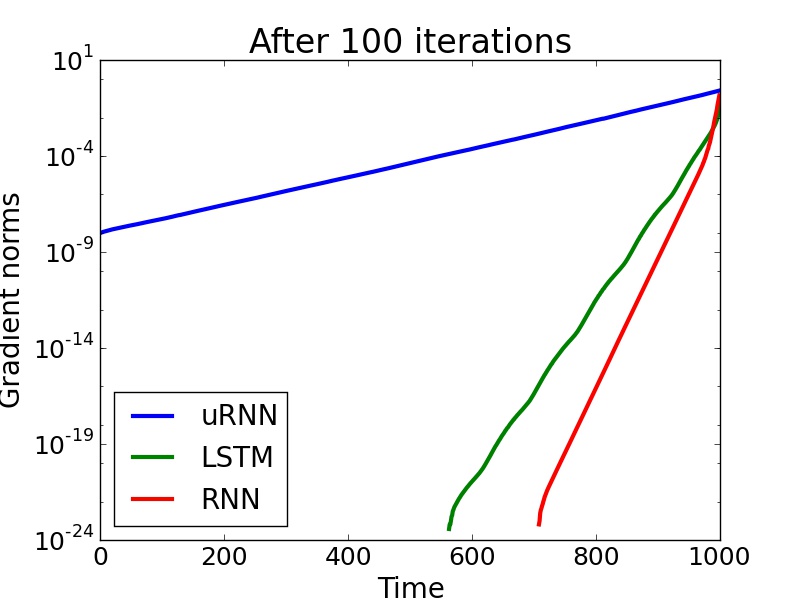 After 100 iterations
Gradient norms
10^1
10^-4
10^-9
10^-14
10^-19
10^-24
uRNN
LSTM
RNN
0 200 400 600 800 1000
Time